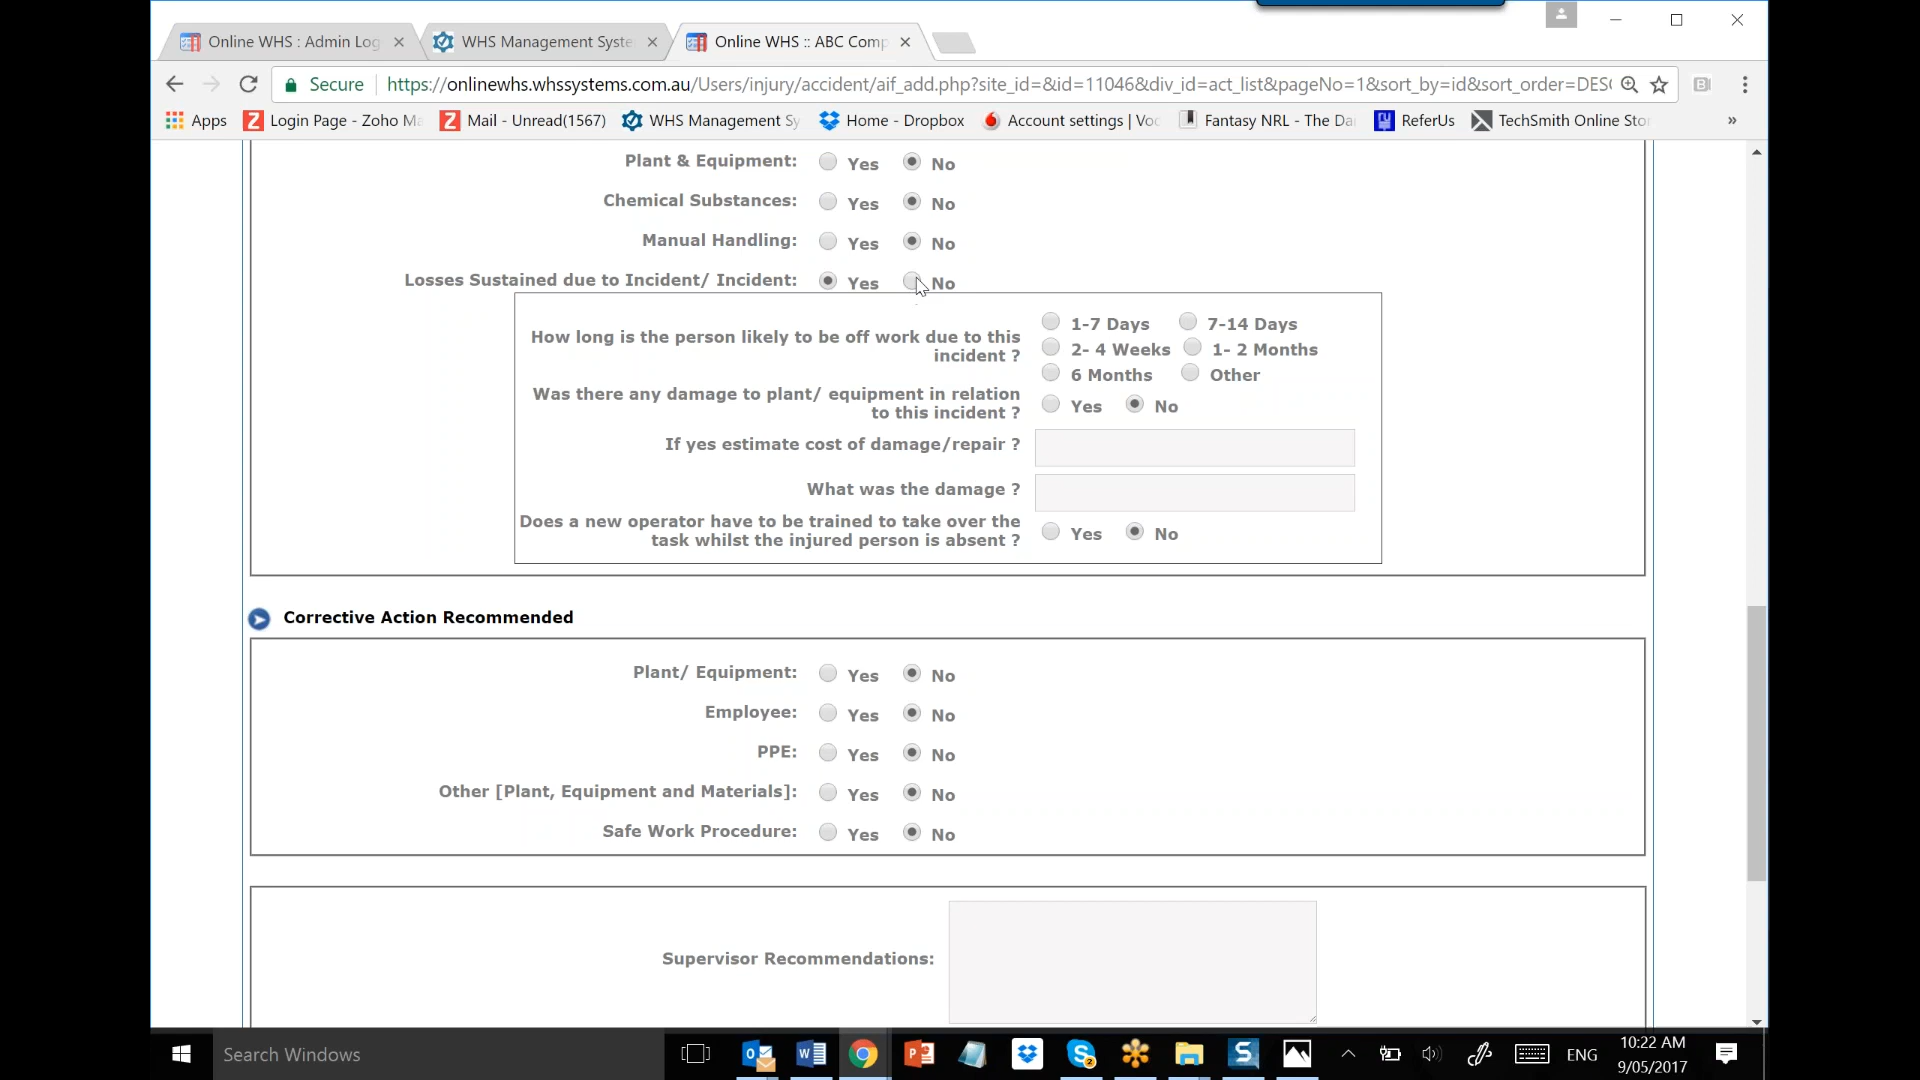 Online WHS : Admin Log
WHS Management Syste
Online WHS :: ABC Comp
Secure
https://onlinewhs.whssystems.com.au/Users/injury/accident/aif_add.php?site_id=&id=11046&div_id=act_list&pageNo=1&sort_by=id&sort_order=DESC
Apps
Login Page - Zoho Ma
Mail - Unread(1567)
WHS Management Sy
Home - Dropbox
Account settings | Voc
Fantasy NRL - The Da
ReferUs
TechSmith Online Stor
»
Plant & Equipment: Yes No
Chemical Substances: Yes No
Manual Handling: Yes No
Losses Sustained due to Incident/ Incident: Yes No
How long is the person likely to be off work due to this
incident ?
1-7 Days 7-14 Days
2- 4 Weeks 1- 2 Months
6 Months Other
Was there any damage to plant/ equipment in relation
to this incident ?
Yes No
If yes estimate cost of damage/repair ?
What was the damage ?
Does a new operator have to be trained to take over the
task whilst the injured person is absent ?
Yes No
Corrective Action Recommended
Plant/ Equipment: Yes No
Employee: Yes No
PPE: Yes No
Other [Plant, Equipment and Materials]: Yes No
Safe Work Procedure: Yes No
Supervisor Recommendations:
Search Windows
ENG
10:22 AM
9/05/2017